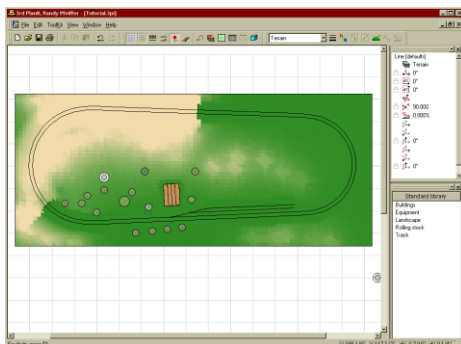 3rd PlanIt, Randy Pfeiffer - [Tutorial.3pi]
File Edit ToolKit View Window Help
Terrain
Line [defaults]
Terrain
0"
0"
0"
90.000
0.000%
0"
0"
Standard library
Buildings
Equipment
Landscape
Rolling stock
Track